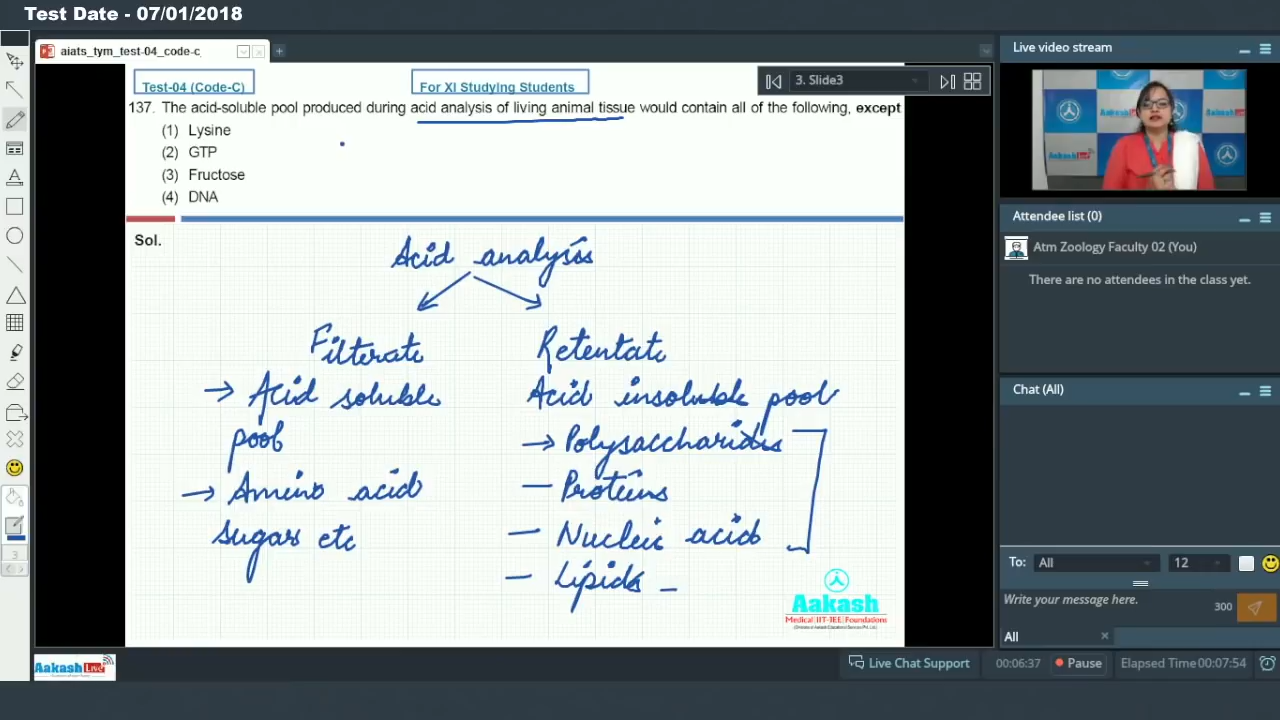 Test Date - 07/01/2018
aiats_tym_test-04_code-c
Test-04 (Code-C)
For XI Studying Students
3. Slide3
137. The acid-soluble pool produced during acid analysis of living animal tissue would contain all of the following, except
(1) Lysine
(2) GTP
(3) Fructose
(4) DNA
Sol.
Acid analysis
Filterate
Retentate
→ Acid soluble
pool
→ Amino acid
sugar etc
Acid insoluble pool
→ Polysaccharides
— Proteins
— Nucleic acid
— Lipids –
Aakash
Medical|IIT-JEE|Foundations
Live video stream
Attendee list (0)
Atm Zoology Faculty 02 (You)
There are no attendees in the class yet.
Chat (All)
To: All 12
Write your message here.
300
All
AakashLive
Live Chat Support
00:06:37
Pause
Elapsed Time 00:07:54
3